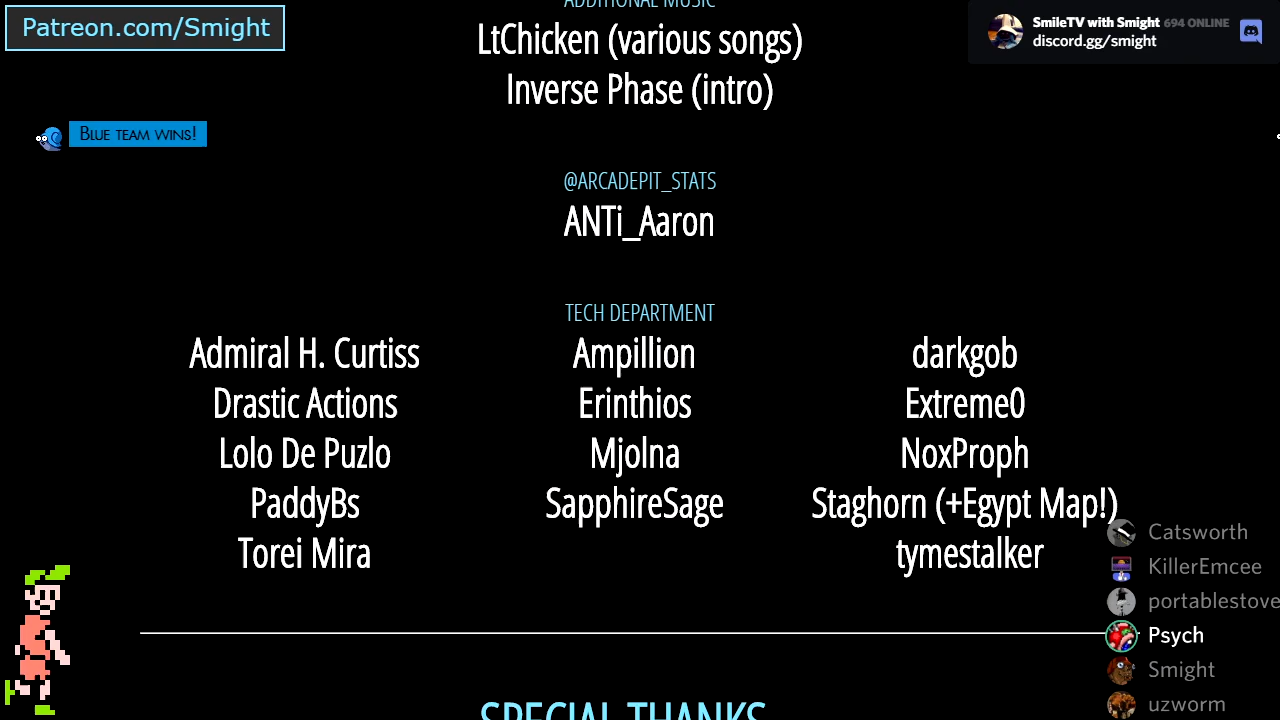 Patreon.com/Smight
SmileTV with Smight 694 ONLINE
discord.gg/smight
ADDITIONAL MUSIC
LtChicken (various songs)
Inverse Phase (intro)
BLUE TEAM WINS!
@ARCADEPIT_STATS
ANTi_Aaron
TECH DEPARTMENT
Admiral H. Curtiss Ampillion darkgob
Drastic Actions Erinthios Extreme0
Lolo De Puzlo Mjolna NoxProph
PaddyBs SapphireSage Staghorn (+Egypt Map!)
Torei Mira tymestalker
Catsworth
KillerEmcee
portablestove
Psych
Smight
uzworm
SPECIAL THANKS